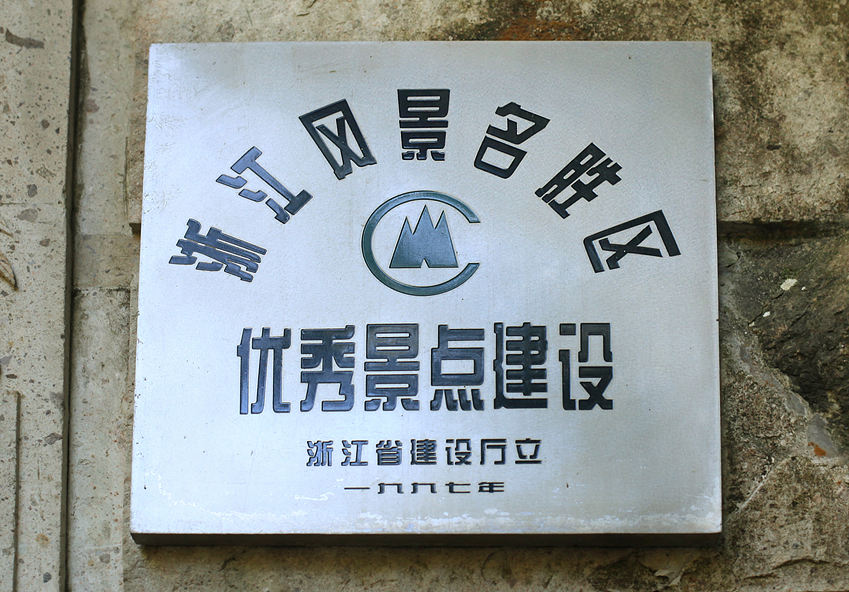 浙江风景名胜区
优秀景点建设
浙江省建设厅立
一九九七年